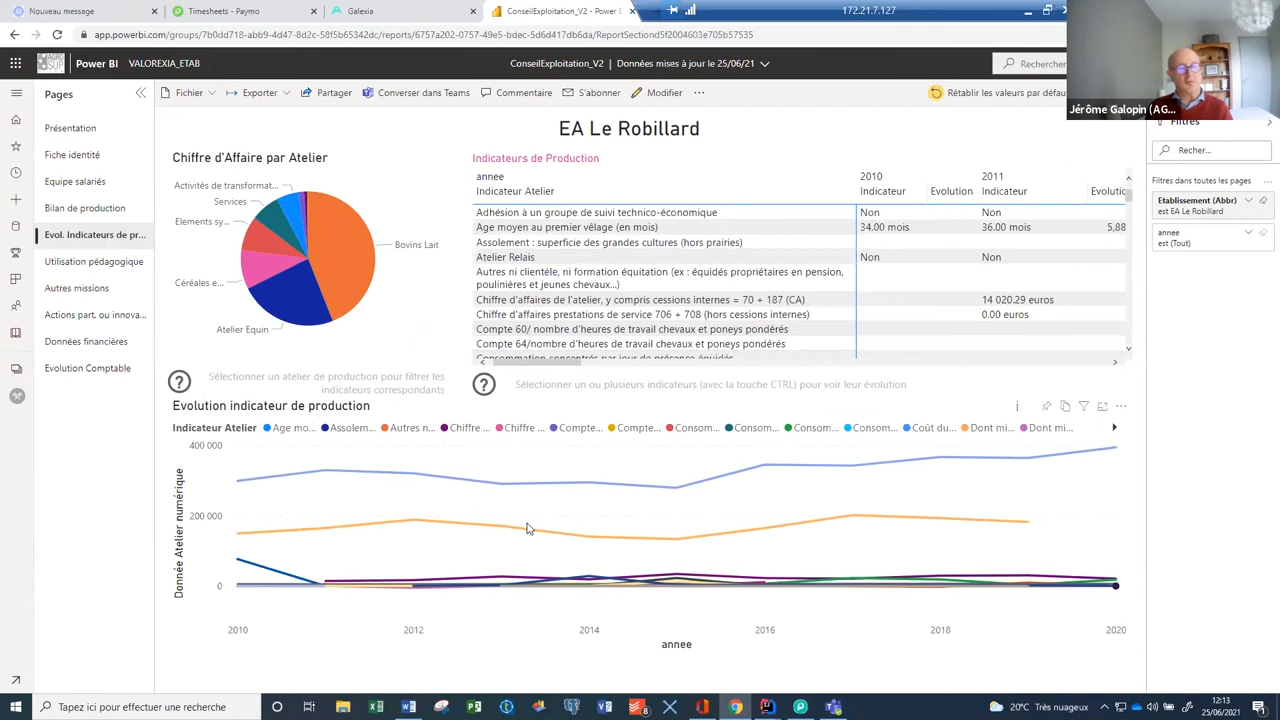 Nouveau message
Timesheets - Paymo
Galexia
ConseilExploitation_V2 - Power B
172.21.7.127
app.powerbi.com/groups/7b0dd718-abb9-4d47-8d2c-58f5b65342dc/reports/6757a202-0757-49e5-bdec-5d6d417db6da/ReportSectiond5f2004603e705b57535
Power BI VALOREXIA_ETAB
ConseilExploitation_V2 | Données mises à jour le 25/06/21
Rechercher
Jérôme Galopin (AG...
Pages
Fichier
Exporter
Partager
Converser dans Teams
Commentaire
S'abonner
Modifier
Rétablir les valeurs par défau
Filtres
Recher...
Filtres dans toutes les pages
Etablissement (Abbr)
est EA Le Robillard
annee
est (Tout)
Présentation
Fiche identité
Equipe salariés
Bilan de production
Evol. Indicateurs de pr...
Utilisation pédagogique
Autres missions
Actions part. ou innova...
Données financières
Evolution Comptable
EA Le Robillard
Chiffre d'Affaire par Atelier
Activités de transformat...
Services
Elements sy...
Céréales e...
Atelier Equin
Bovins Lait
Sélectionner un atelier de production pour filtrer les
indicateurs correspondants
Indicateurs de Production
annee 2010 2011
Indicateur Atelier Indicateur Evolution Indicateur Evolutio
Adhésion à un groupe de suivi technico-économique Non Non
Age moyen au premier vêlage (en mois) 34.00 mois 36.00 mois 5,88
Assolement : superficie des grandes cultures (hors prairies)
Atelier Relais Non Non
Autres ni clientèle, ni formation équitation (ex : équidés propriétaires en pension,
poulinières et jeunes chevaux...)
Chiffre d'affaires de l'atelier, y compris cessions internes = 70 + 187 (CA) 14 020.29 euros
Chiffre d'affaires prestations de service 706 + 708 (hors cessions internes) 0.00 euros
Compte 60/ nombre d'heures de travail chevaux et poneys pondérés
Compte 64/nombre d'heures de travail chevaux et poneys pondérés
Consommation concentrés par jour de présence équidés
Sélectionner un ou plusieurs indicateurs (avec la touche CTRL) pour voir leur évolution
Evolution indicateur de production
Indicateur Atelier Age mo... Assolem... Autres n... Chiffre ... Chiffre ... Compte... Compte... Consom... Consom... Consom... Consom... Coût du... Dont mi... Dont mi...
Donnée Atelier numérique
400 000
200 000
0
2010 2012 2014 2016 2018 2020
annee
Tapez ici pour effectuer une recherche
8
20°C Très nuageux
12:13
25/06/2021